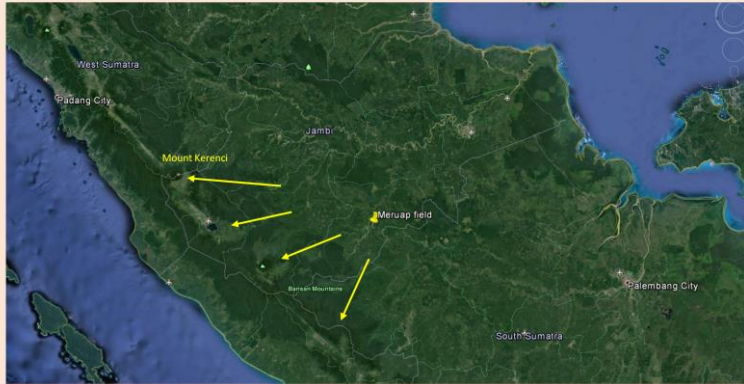 West Sumatra
Padang City
Jambi
Mount Kerenci
Meruap field
Barisan Mountains
Palembang City
South Sumatra